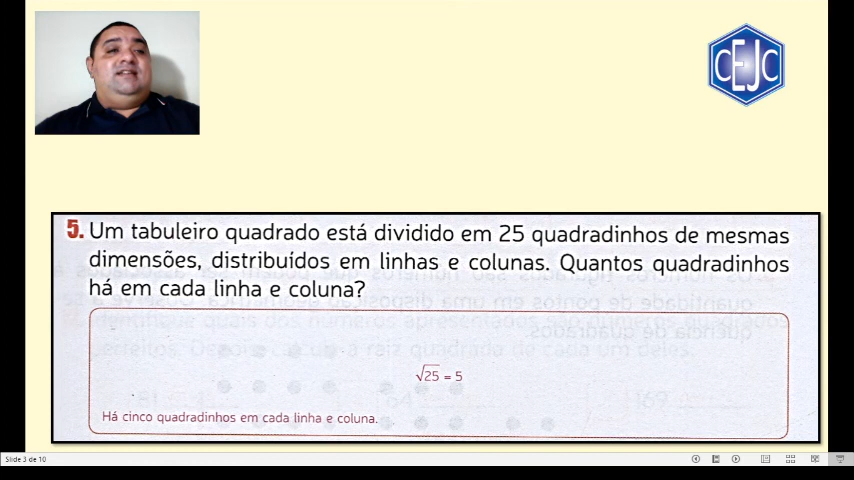 CEJC
5. Um tabuleiro quadrado está dividido em 25 quadradinhos de mesmas
dimensões, distribuídos em linhas e colunas. Quantos quadradinhos
há em cada linha e coluna?
√25 = 5
Há cinco quadradinhos em cada linha e coluna.
Slide 3 de 10